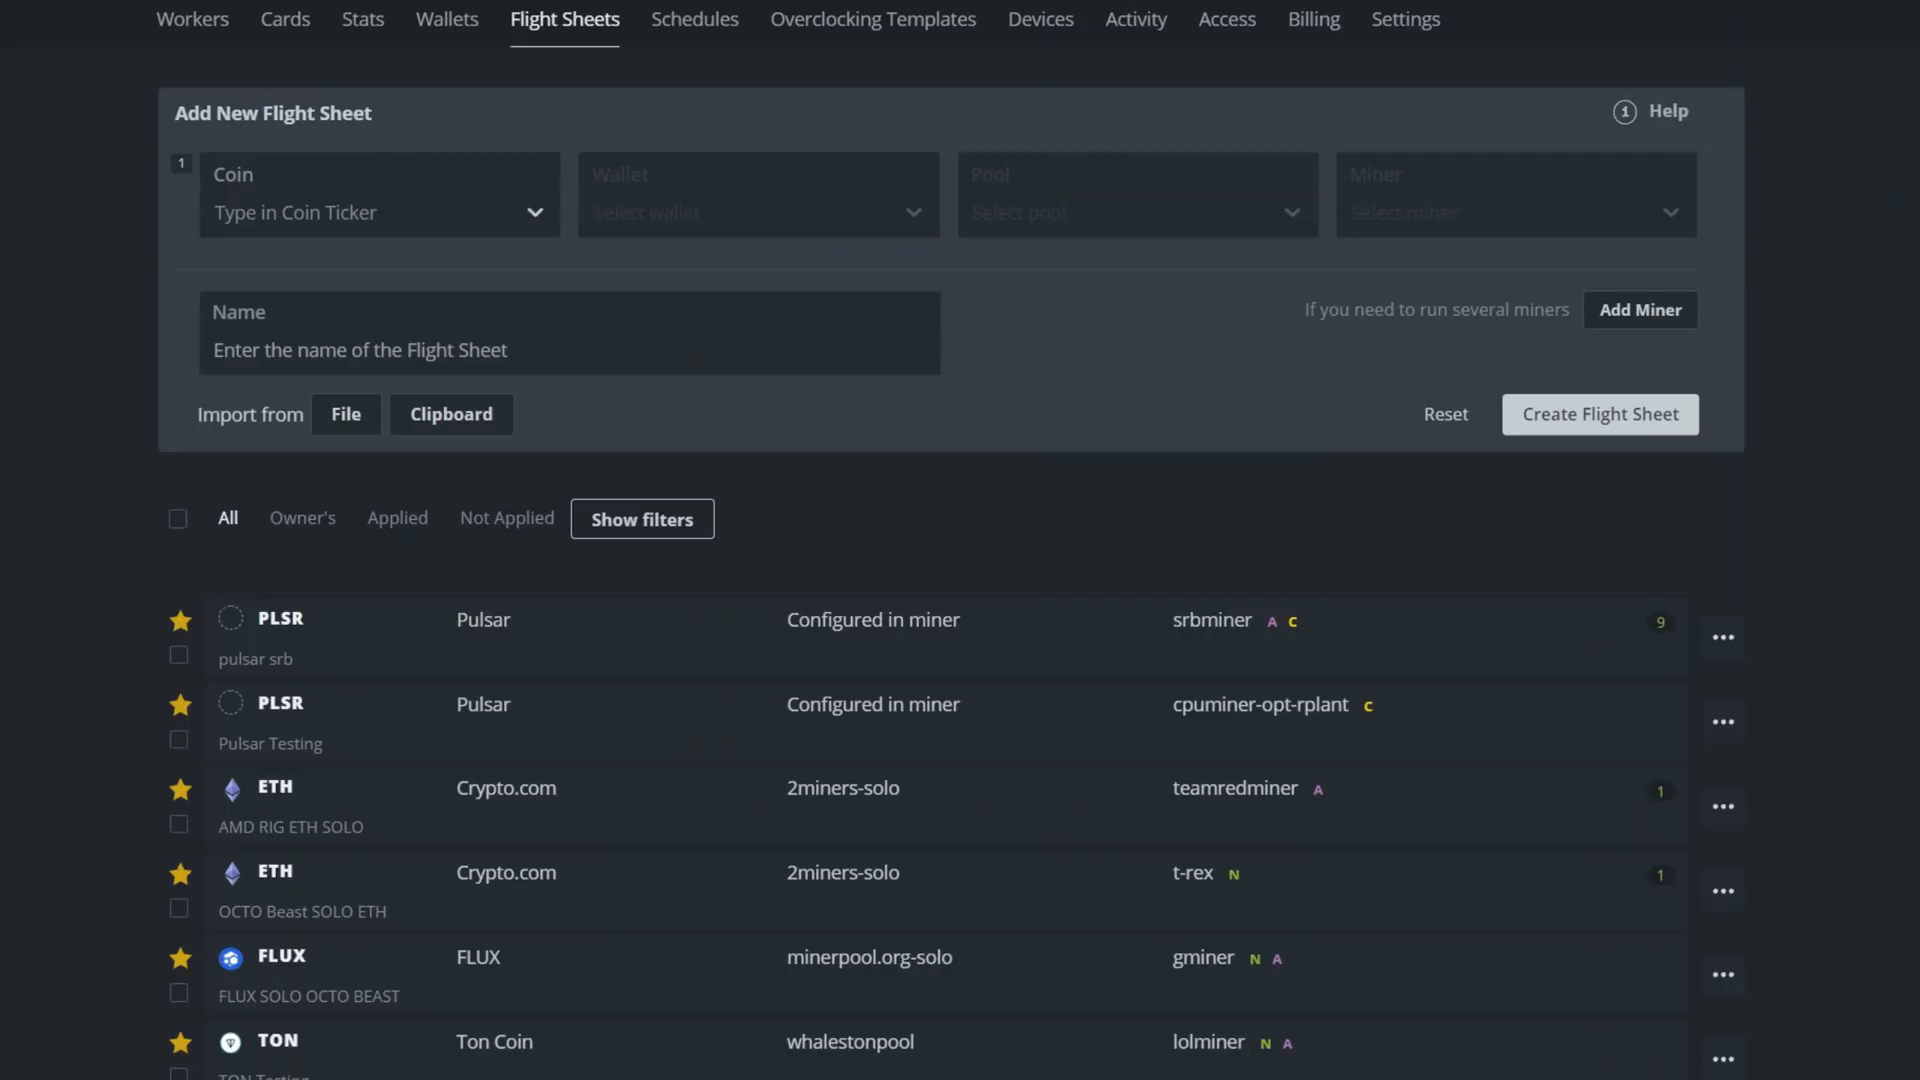 Workers Cards Stats Wallets Flight Sheets Schedules Overclocking Templates Devices Activity Access Billing Settings
Add New Flight Sheet
Help
1
Coin
Type in Coin Ticker
Wallet
Select wallet
Pool
Select pool
Miner
Select miner
Name
Enter the name of the Flight Sheet
If you need to run several miners Add Miner
Import from File Clipboard
Reset Create Flight Sheet
All Owner's Applied Not Applied Show filters
PLSR Pulsar Configured in miner srbminer A C 9
pulsar srb
PLSR Pulsar Configured in miner cpuminer-opt-rplant C
Pulsar Testing
ETH Crypto.com 2miners-solo teamredminer A 1
AMD RIG ETH SOLO
ETH Crypto.com 2miners-solo t-rex N 1
OCTO Beast SOLO ETH
FLUX FLUX minerpool.org-solo gminer N A
FLUX SOLO OCTO BEAST
TON Ton Coin whalestonpool lolminer N A
TON Testing